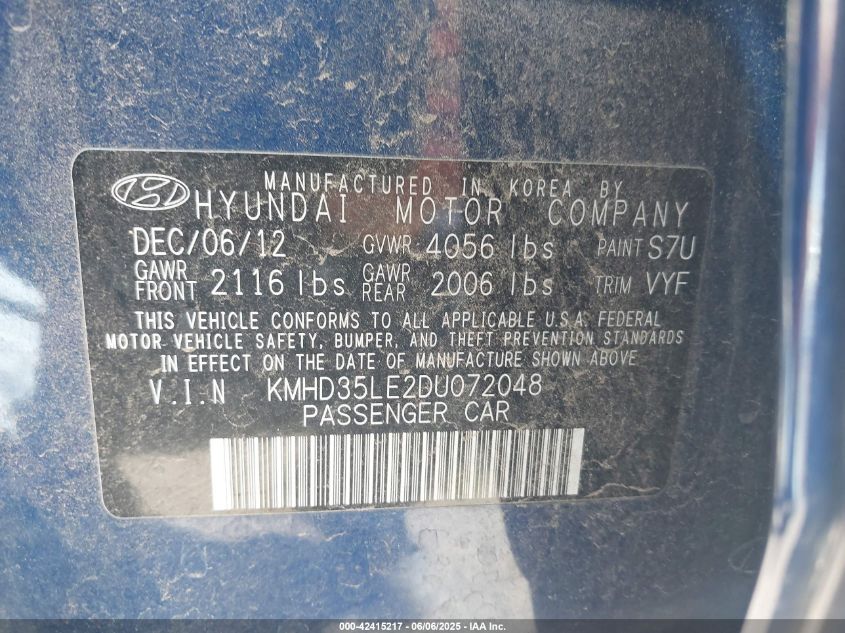 MANUFACTURED IN KOREA BY
HYUNDAI MOTOR COMPANY
DEC/06/12 GVWR 4056 lbs PAINT S7U
GAWR FRONT 2116 lbs GAWR REAR 2006 lbs TRIM VYF
THIS VEHICLE CONFORMS TO ALL APPLICABLE U.S.A. FEDERAL
MOTOR VEHICLE SAFETY, BUMPER, AND THEFT PREVENTION STANDARDS
IN EFFECT ON THE DATE OF MANUFACTURE SHOWN ABOVE
V.I.N KMHD35LE2DU072048
PASSENGER CAR
000-42415217 - 06/06/2025 - IAA Inc.